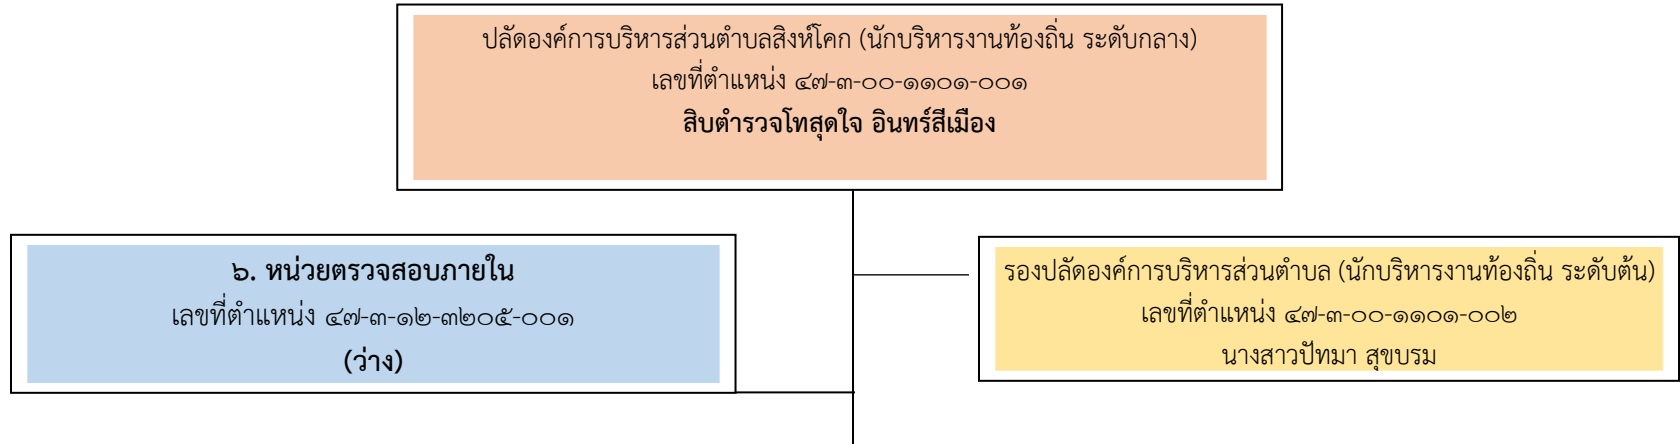 ปลัดองค์การบริหารส่วนตำบลสิงห์โคก (นักบริหารงานท้องถิ่น ระดับกลาง)
เลขที่ตำแหน่ง ๔๗-๓-๐๐-๑๑๐๑-๐๐๑
สิบตำรวจโทสุดใจ อินทร์สีเมือง
๖. หน่วยตรวจสอบภายใน
เลขที่ตำแหน่ง ๔๗-๓-๑๒-๓๒๐๕-๐๐๑
(ว่าง)
รองปลัดองค์การบริหารส่วนตำบล (นักบริหารงานท้องถิ่น ระดับต้น)
เลขที่ตำแหน่ง ๔๗-๓-๐๐-๑๑๐๑-๐๐๒
นางสาวปัทมา สุขบรม